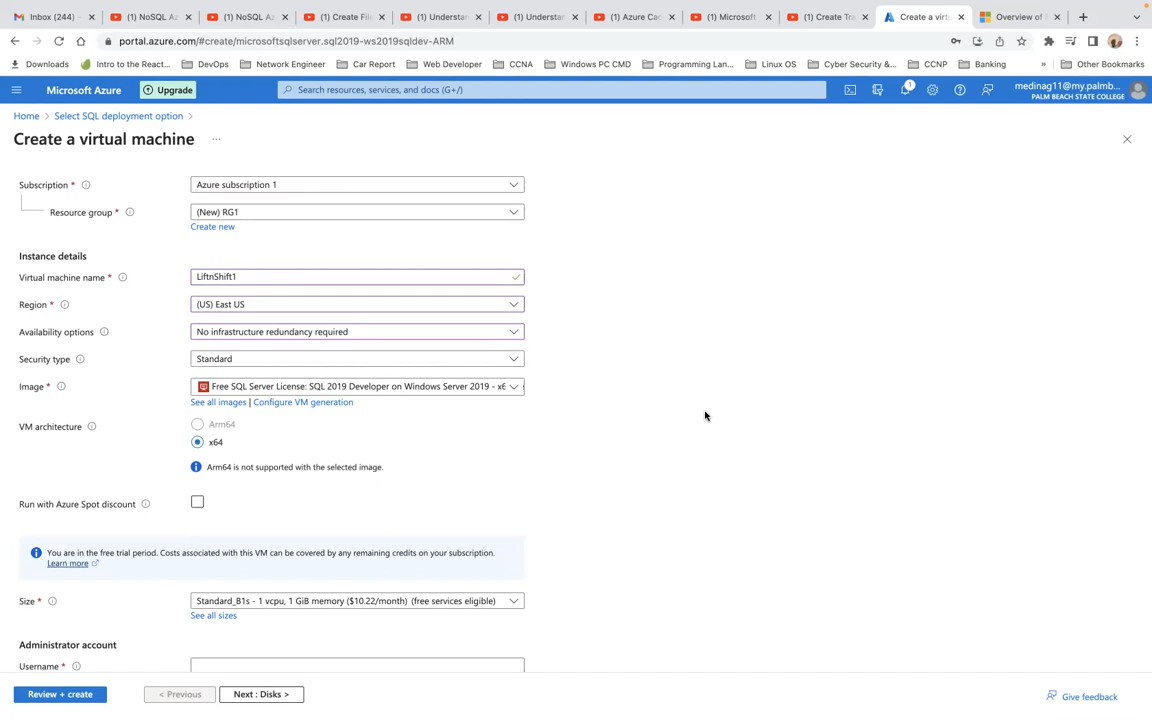 Inbox (244) -
(1) NoSQL Az
(1) NoSQL Az
(1) Create File
(1) Understan
(1) Understan
(1) Azure Cac
(1) Microsoft
(1) Create Tra
Create a virtu
Overview of
portal.azure.com/#create/microsoftsqlserver.sql2019-ws2019sqldev-ARM
Downloads
Intro to the React...
DevOps
Network Engineer
Car Report
Web Developer
CCNA
Windows PC CMD
Programming Lan...
Linux OS
Cyber Security &...
CCNP
Banking
»
Other Bookmarks
Microsoft Azure
Upgrade
Search resources, services, and docs (G+/)
1
medinag11@my.palmb...
PALM BEACH STATE COLLEGE
Home > Select SQL deployment option >
Create a virtual machine ...
Subscription *
Azure subscription 1
Resource group *
(New) RG1
Create new
Instance details
Virtual machine name *
LiftnShift1
Region *
(US) East US
Availability options
No infrastructure redundancy required
Security type
Standard
Image *
Free SQL Server License: SQL 2019 Developer on Windows Server 2019 - x6
See all images | Configure VM generation
VM architecture
Arm64
x64
Arm64 is not supported with the selected image.
Run with Azure Spot discount
You are in the free trial period. Costs associated with this VM can be covered by any remaining credits on your subscription.
Learn more
Size *
Standard_B1s - 1 vcpu, 1 GiB memory ($10.22/month) (free services eligible)
See all sizes
Administrator account
Username *
Review + create
< Previous
Next : Disks >
Give feedback